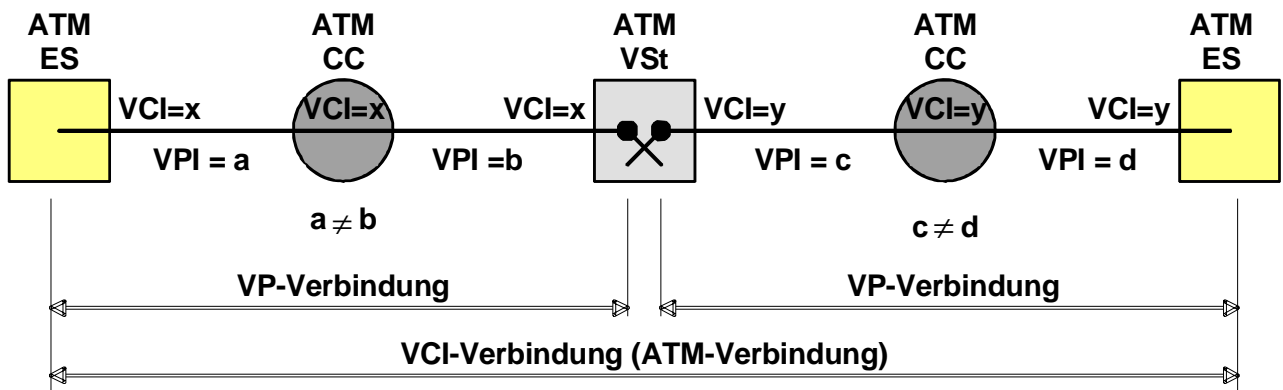 ATM ATM ATM ATM ATM
ES CC VSt CC ES
VCI=x VCI=x VCI=x VCI=y VCI=y VCI=y
VPI = a VPI =b VPI = c VPI = d
a ≠ b c ≠ d
VP-Verbindung VP-Verbindung
VCI-Verbindung (ATM-Verbindung)